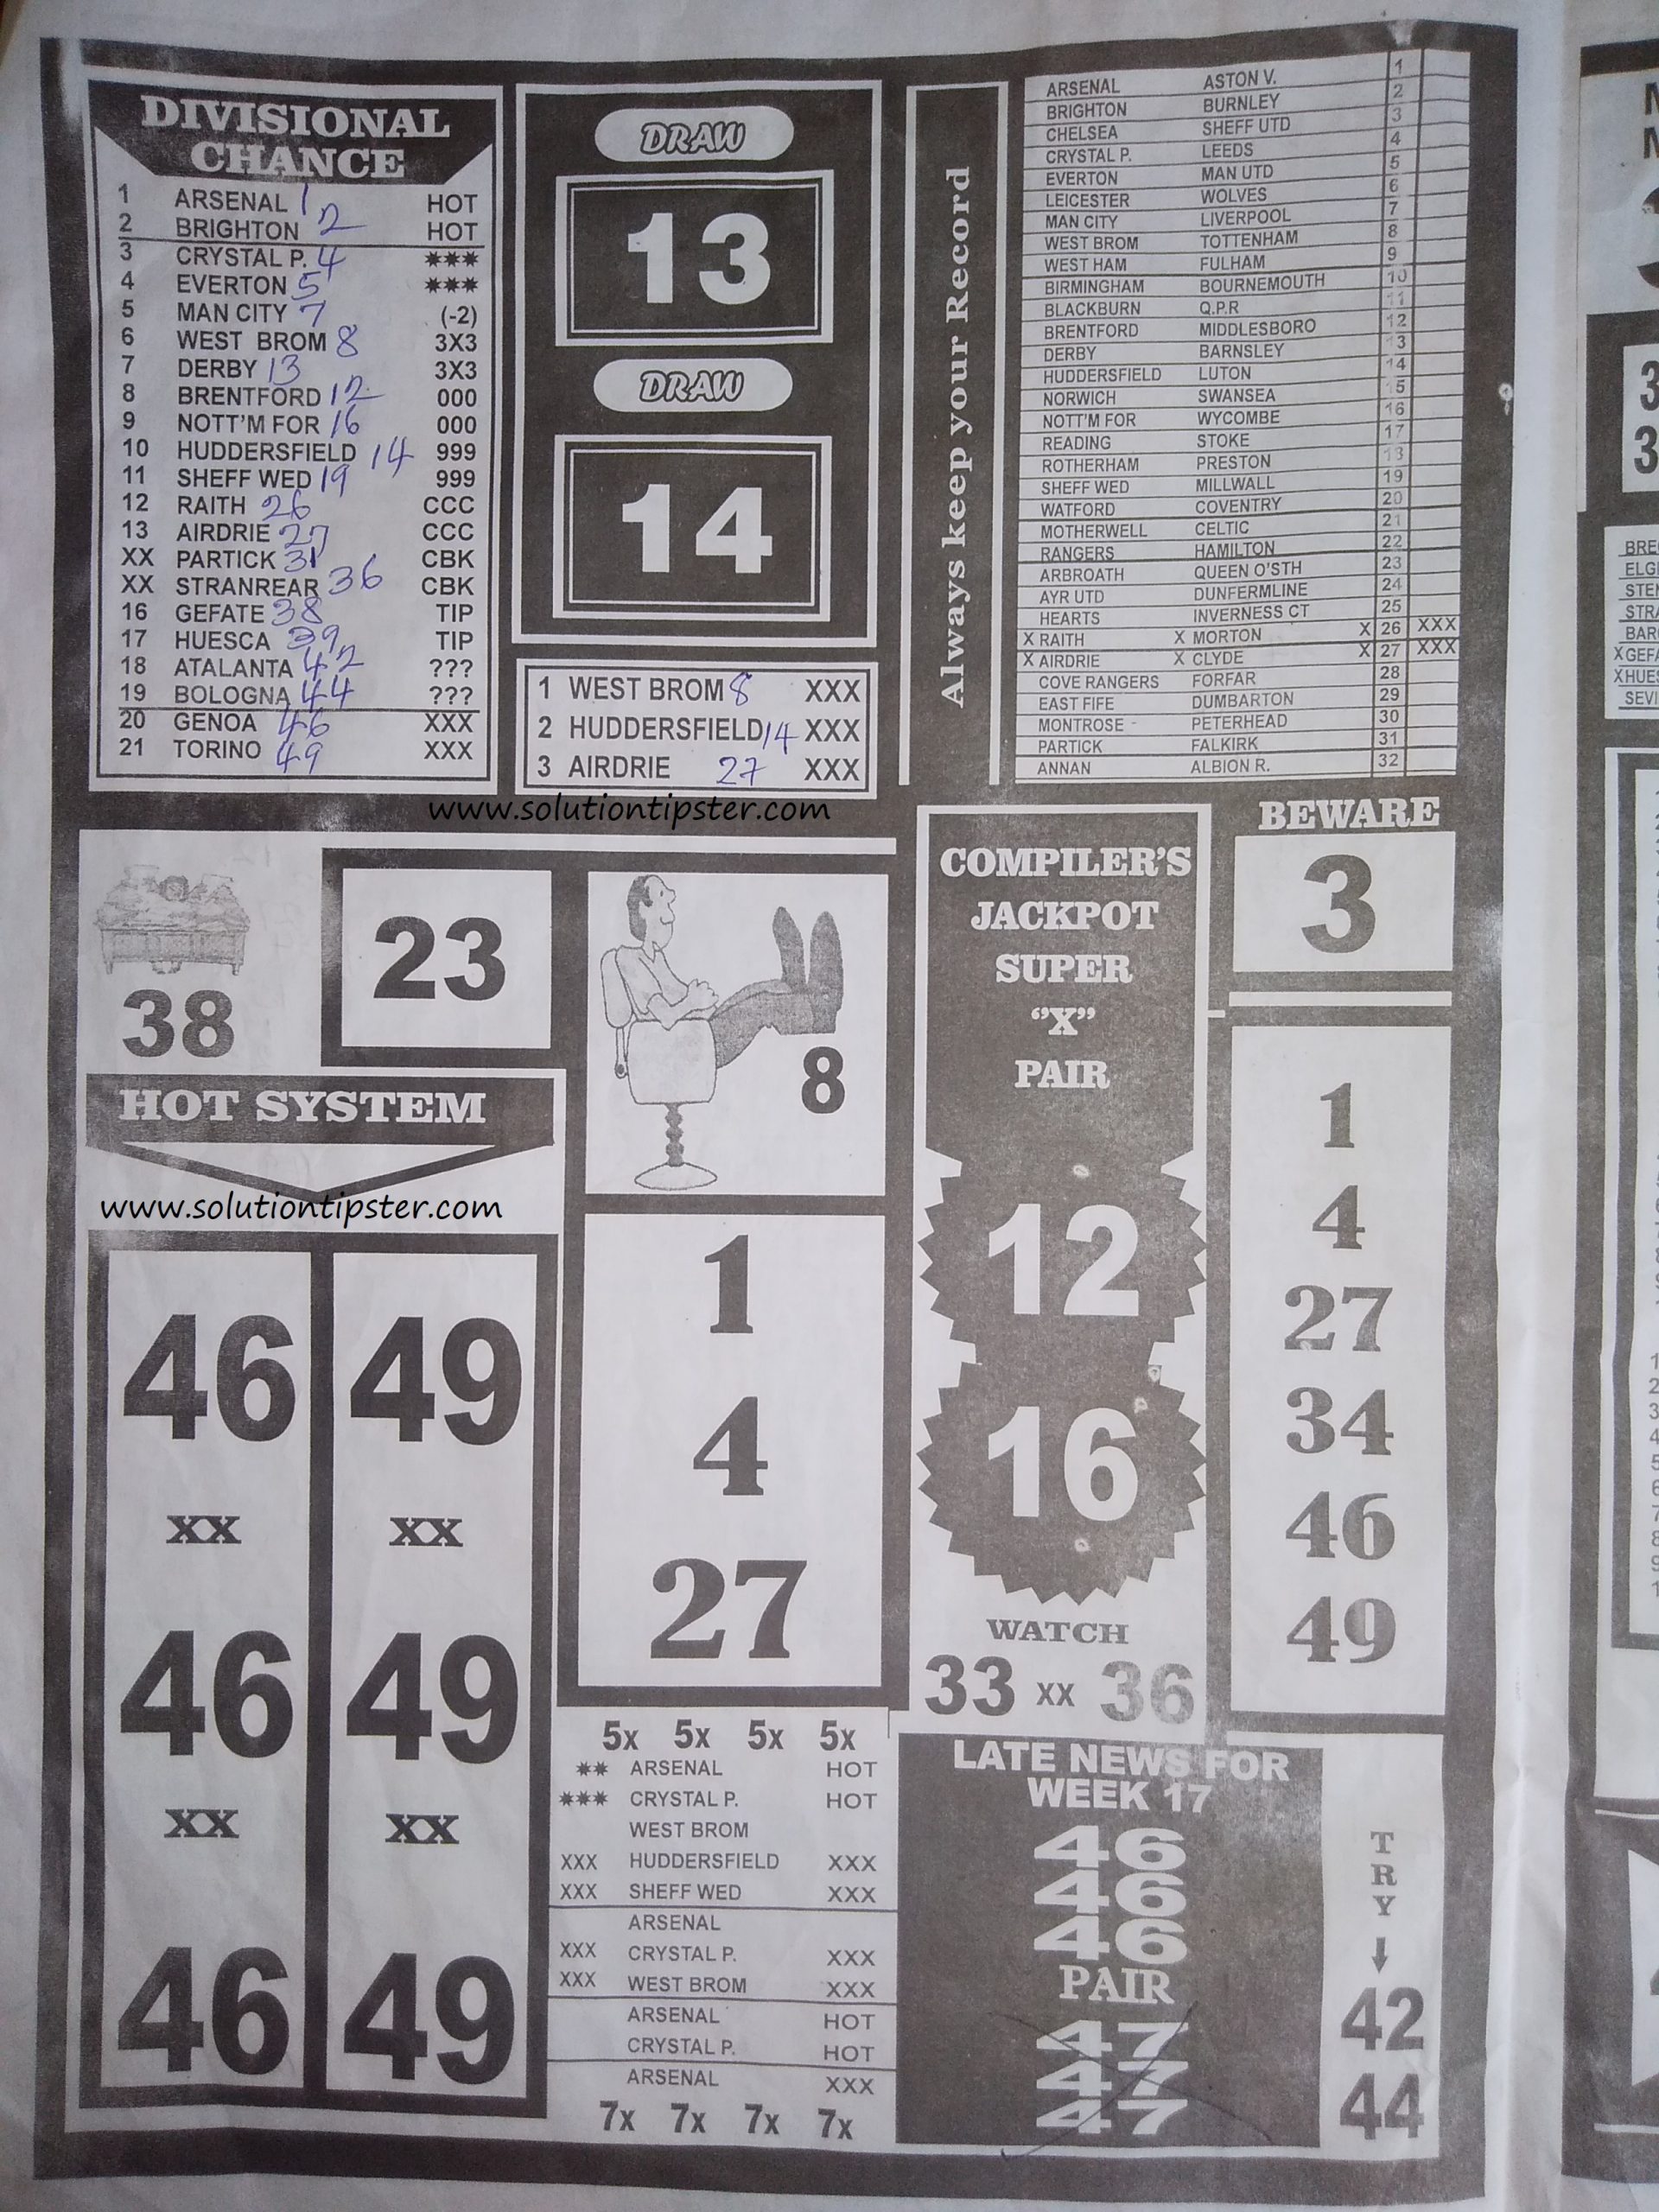 DIVISIONAL
CHANCE
1 ARSENAL 1 HOT
2 BRIGHTON 2 HOT
3 CRYSTAL P. 4 ✷✷✷
4 EVERTON 5 ✷✷✷
5 MAN CITY 7 (-2)
6 WEST BROM 8 3X3
7 DERBY 13 3X3
8 BRENTFORD 12 000
9 NOTT'M FOR 16 000
10 HUDDERSFIELD 14 999
11 SHEFF WED 19 999
12 RAITH 26 CCC
13 AIRDRIE 27 CCC
XX PARTICK 31 CBK
XX STRANREAR 36 CBK
16 GEFATE 38 TIP
17 HUESCA 39 TIP
18 ATALANTA 42 ???
19 BOLOGNA 44 ???
20 GENOA 46 XXX
21 TORINO 49 XXX
DRAW
13
DRAW
14
1 WEST BROM 8 XXX
2 HUDDERSFIELD 14 XXX
3 AIRDRIE 27 XXX
Always keep your Record
ARSENAL ASTON V. 1
BRIGHTON BURNLEY 2
CHELSEA SHEFF UTD 3
CRYSTAL P. LEEDS 4
EVERTON MAN UTD 5
LEICESTER WOLVES 6
MAN CITY LIVERPOOL 7
WEST BROM TOTTENHAM 8
WEST HAM FULHAM 9
BIRMINGHAM BOURNEMOUTH 10
BLACKBURN Q.P.R 11
BRENTFORD MIDDLESBORO 12
DERBY BARNSLEY 13
HUDDERSFIELD LUTON 14
NORWICH SWANSEA 15
NOTT'M FOR WYCOMBE 16
READING STOKE 17
ROTHERHAM PRESTON 18
SHEFF WED MILLWALL 19
WATFORD COVENTRY 20
MOTHERWELL CELTIC 21
RANGERS HAMILTON 22
ARBROATH QUEEN O'STH 23
AYR UTD DUNFERMLINE 24
HEARTS INVERNESS CT 25
X RAITH X MORTON X 26 XXX
X AIRDRIE X CLYDE X 27 XXX
COVE RANGERS FORFAR 28
EAST FIFE DUMBARTON 29
MONTROSE - PETERHEAD 30
PARTICK FALKIRK 31
ANNAN ALBION R. 32
www.solutiontipster.com
38
23
8
HOT SYSTEM
www.solutiontipster.com
46 49
XX XX
46 49
XX XX
46 49
1
4
27
5x 5x 5x 5x
✷✷ ARSENAL HOT
✷✷✷ CRYSTAL P. HOT
WEST BROM
XXX HUDDERSFIELD XXX
XXX SHEFF WED XXX
ARSENAL
XXX CRYSTAL P. XXX
XXX WEST BROM XXX
ARSENAL HOT
CRYSTAL P. HOT
ARSENAL XXX
7x 7x 7x 7x
COMPILER'S
JACKPOT
SUPER
"X"
PAIR
12
16
WATCH
33 XX 36
BEWARE
3
1
4
27
34
46
49
LATE NEWS FOR
WEEK 17
46
46
46
PAIR
47
47
47
TRY
42
44